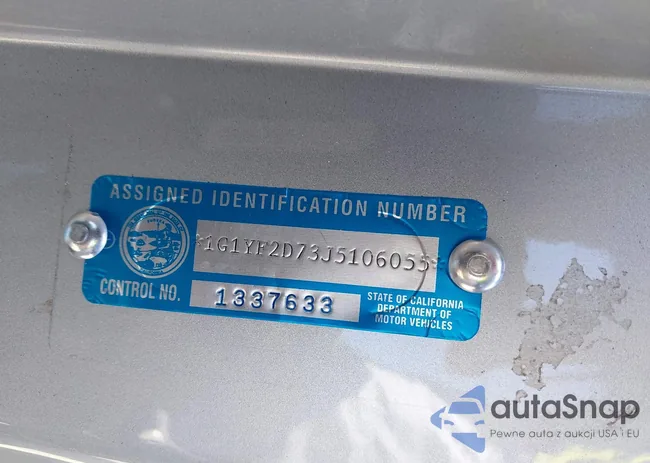 ASSIGNED IDENTIFICATION NUMBER
*1G1YF2D73J5106055*
CONTROL NO. 1337633
STATE OF CALIFORNIA
DEPARTMENT OF
MOTOR VEHICLES
autaSnap
Pewne auta z aukcji USA i EU